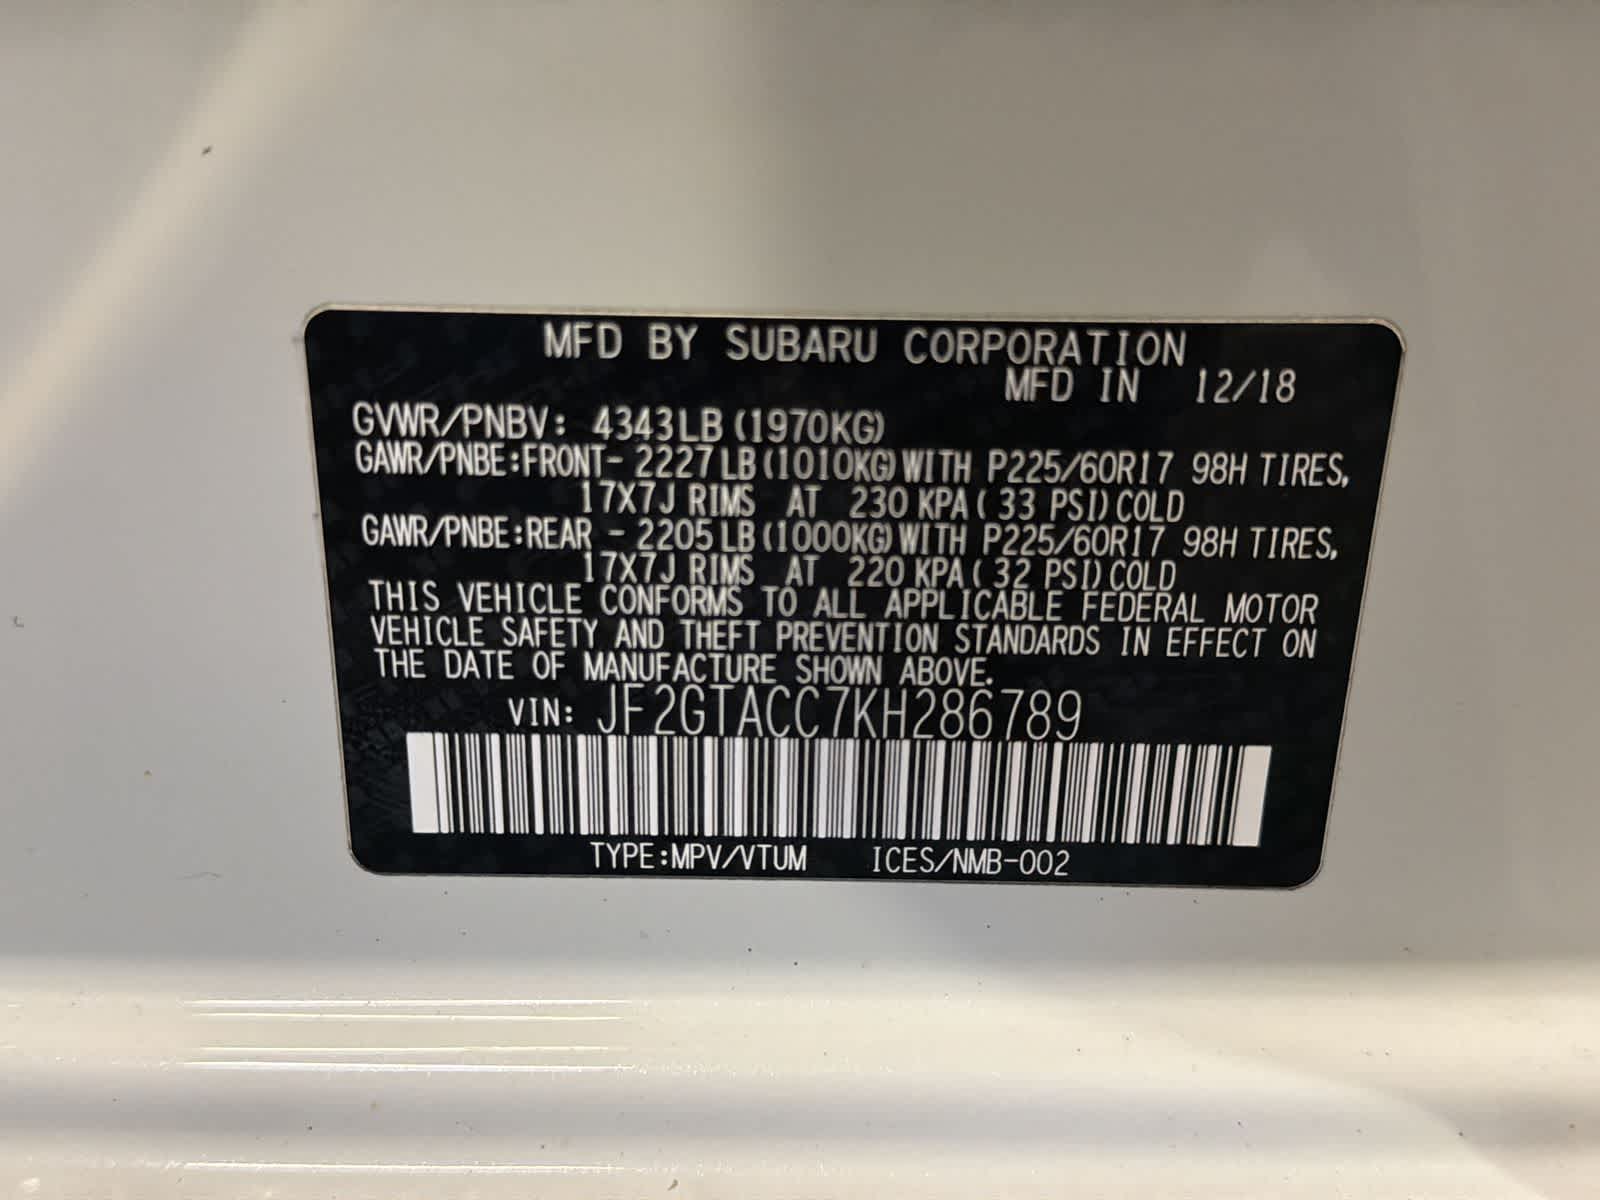 MFD BY SUBARU CORPORATION
MFD IN 12/18
GVWR/PNBV: 4343LB (1970KG)
GAWR/PNBE:FRONT- 2227LB (1010KG) WITH P225/60R17 98H TIRES,
17X7J RIMS AT 230 KPA ( 33 PSI) COLD
GAWR/PNBE:REAR - 2205LB (1000KG) WITH P225/60R17 98H TIRES,
17X7J RIMS AT 220 KPA ( 32 PSI) COLD
THIS VEHICLE CONFORMS TO ALL APPLICABLE FEDERAL MOTOR
VEHICLE SAFETY AND THEFT PREVENTION STANDARDS IN EFFECT ON
THE DATE OF MANUFACTURE SHOWN ABOVE.
VIN: JF2GTACC7KH286789
TYPE:MPV/VTUM ICES/NMB-002